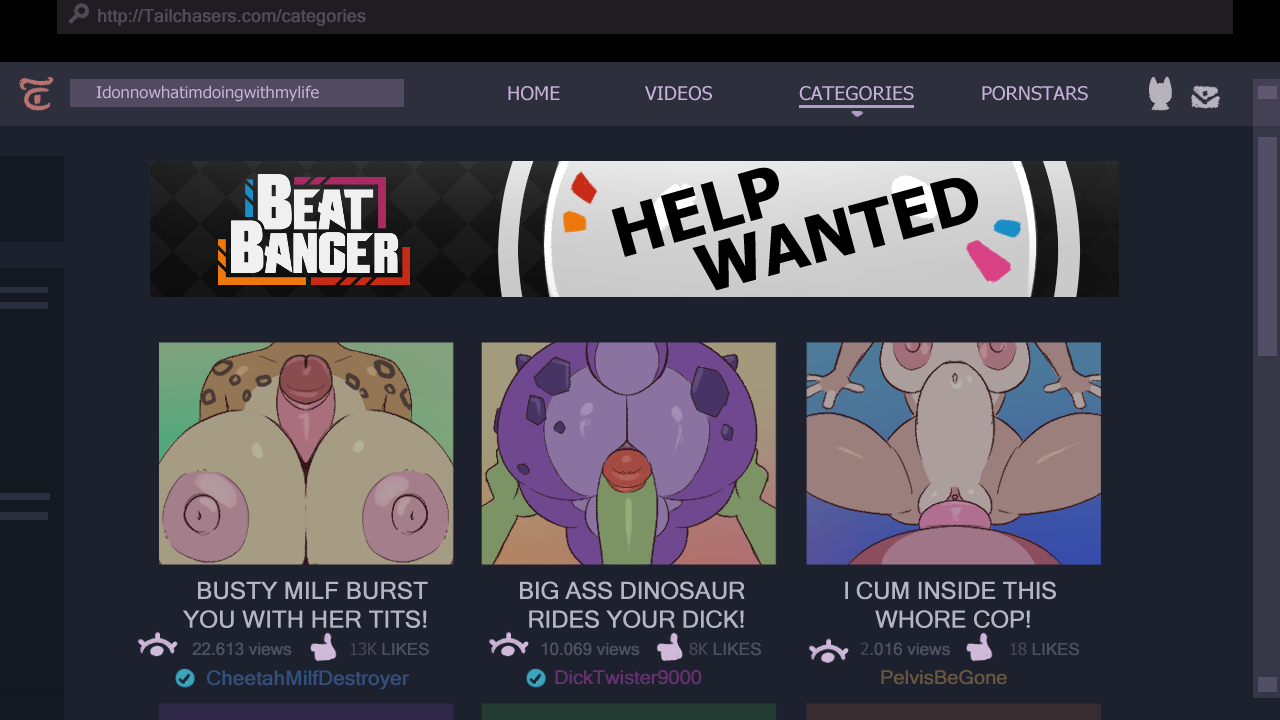 http://Tailchasers.com/categories
Idonnowhatimdoingwithmylife
HOME
VIDEOS
CATEGORIES
PORNSTARS
BEAT
BANGER
HELP
WANTED
BUSTY MILF BURST
YOU WITH HER TITS!
22.613 views
13K LIKES
CheetahMilfDestroyer
BIG ASS DINOSAUR
RIDES YOUR DICK!
10.069 views
8K LIKES
DickTwister9000
I CUM INSIDE THIS
WHORE COP!
2.016 views
18 LIKES
PelvisBeGone